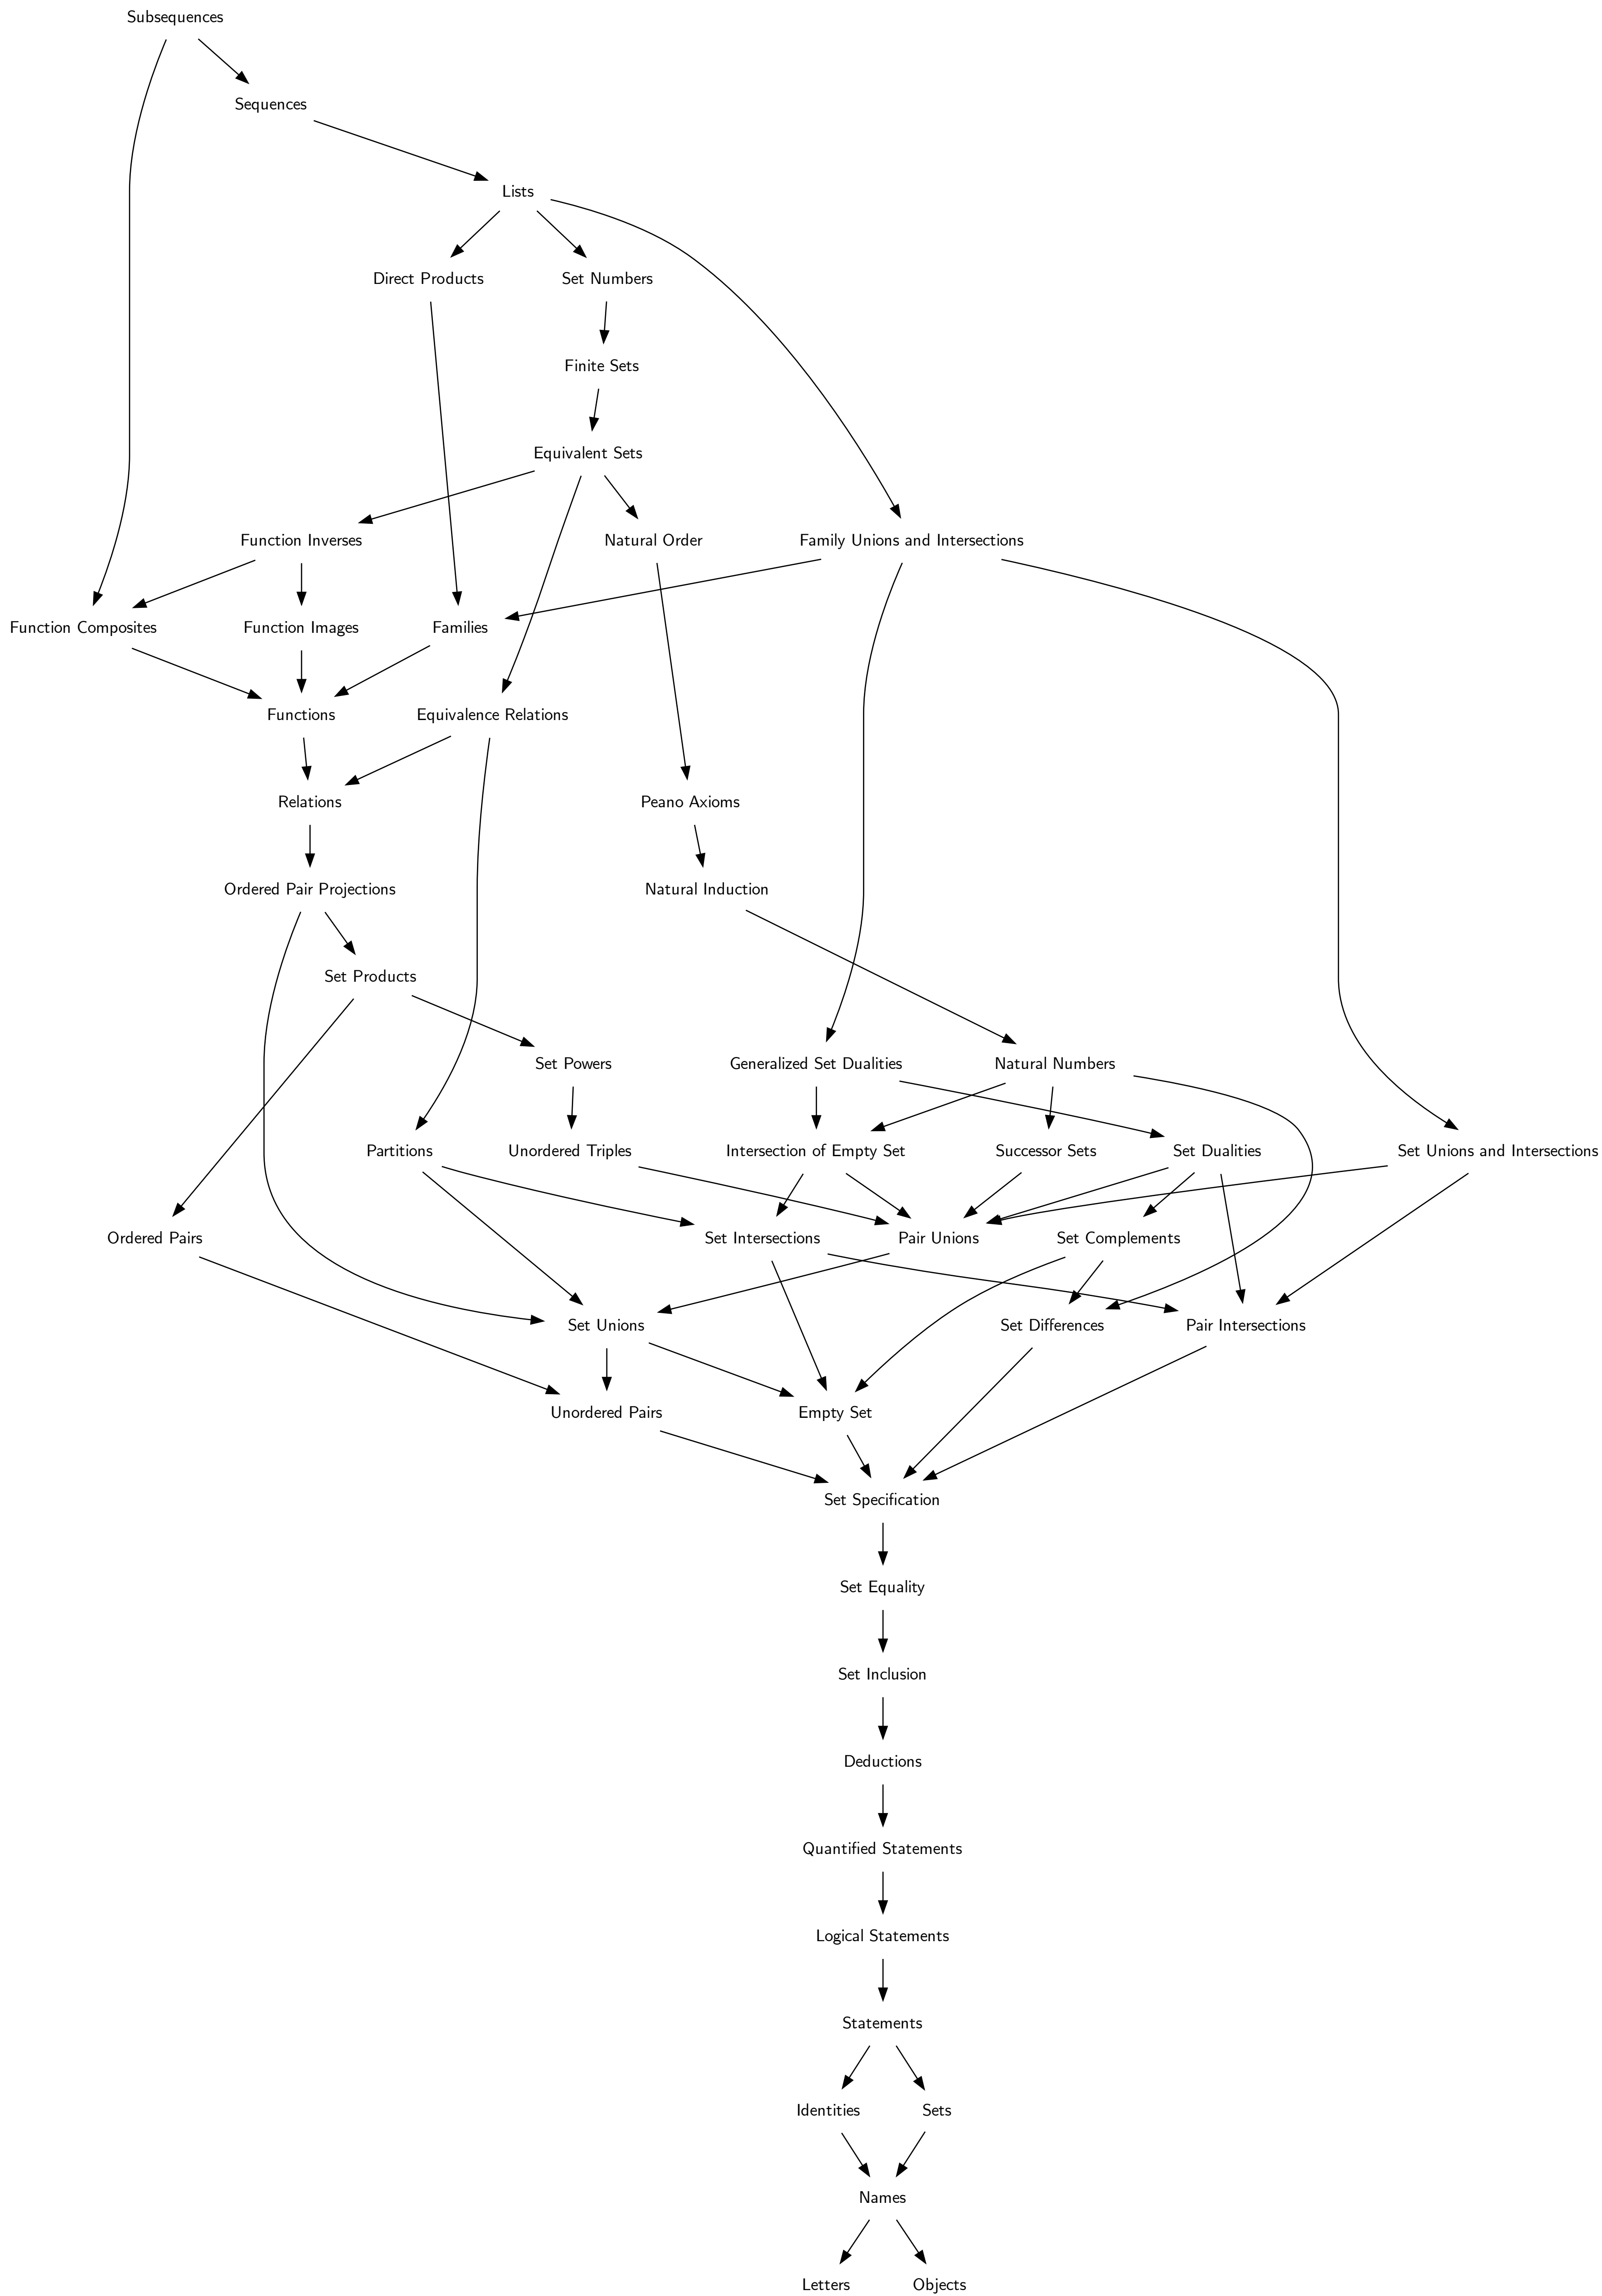 Subsequences
Sequences
Lists
Direct Products
Set Numbers
Finite Sets
Equivalent Sets
Function Inverses
Natural Order
Family Unions and Intersections
Function Composites
Function Images
Families
Functions
Equivalence Relations
Relations
Peano Axioms
Ordered Pair Projections
Natural Induction
Set Products
Set Powers
Generalized Set Dualities
Natural Numbers
Partitions
Unordered Triples
Intersection of Empty Set
Successor Sets
Set Dualities
Set Unions and Intersections
Ordered Pairs
Set Intersections
Pair Unions
Set Complements
Set Unions
Set Differences
Pair Intersections
Unordered Pairs
Empty Set
Set Specification
Set Equality
Set Inclusion
Deductions
Quantified Statements
Logical Statements
Statements
Identities
Sets
Names
Letters
Objects